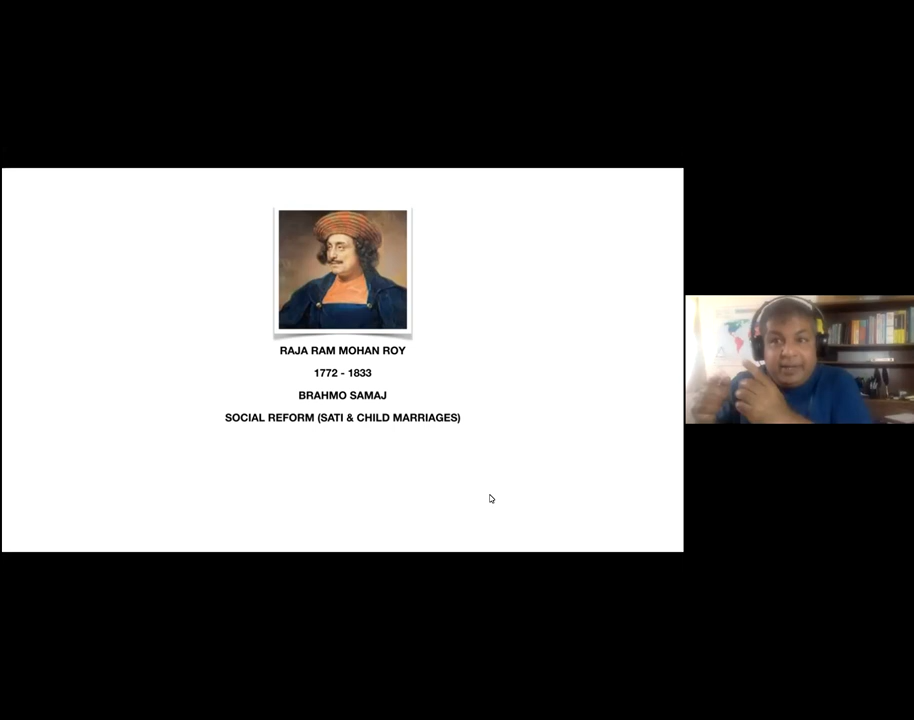 RAJA RAM MOHAN ROY
1772 - 1833
BRAHMO SAMAJ
SOCIAL REFORM (SATI & CHILD MARRIAGES)